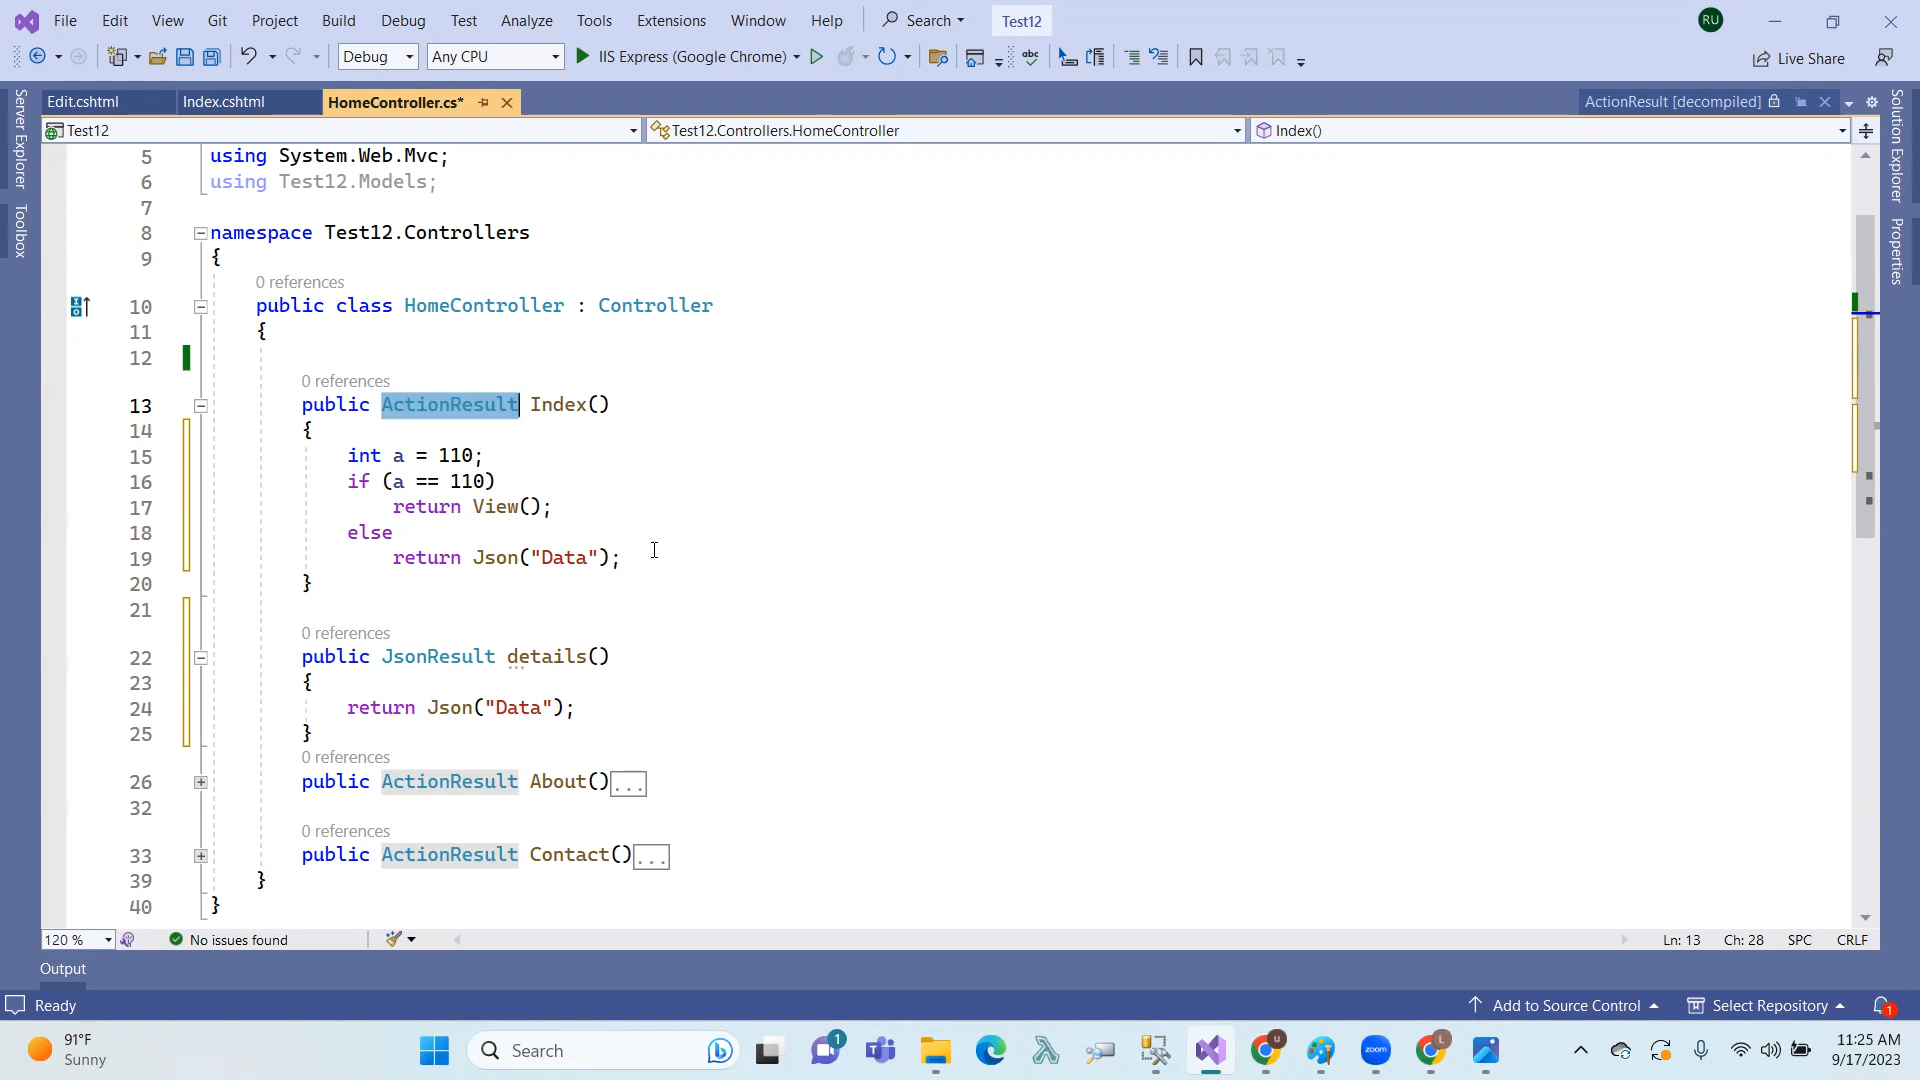 File Edit View Git Project Build Debug Test Analyze Tools Extensions Window Help Search Test12 RU
Debug Any CPU IIS Express (Google Chrome) abc Live Share
Edit.cshtml Index.cshtml HomeController.cs* ActionResult [decompiled]
Test12 Test12.Controllers.HomeController Index()
Server Explorer
Toolbox
Solution Explorer
Properties
5 using System.Web.Mvc;
6 using Test12.Models;
7
8 namespace Test12.Controllers
9 {
0 references
10 public class HomeController : Controller
11 {
12
0 references
13 public ActionResult Index()
14 {
15 int a = 110;
16 if (a == 110)
17 return View();
18 else
19 return Json("Data");
20 }
21
0 references
22 public JsonResult details()
23 {
24 return Json("Data");
25 }
0 references
26 public ActionResult About()...
32
0 references
33 public ActionResult Contact()...
39 }
40 }
120 % No issues found Ln: 13 Ch: 28 SPC CRLF
Output
Ready Add to Source Control Select Repository 1
91°F
Sunny
Search 1 zoom u L
11:25 AM
9/17/2023